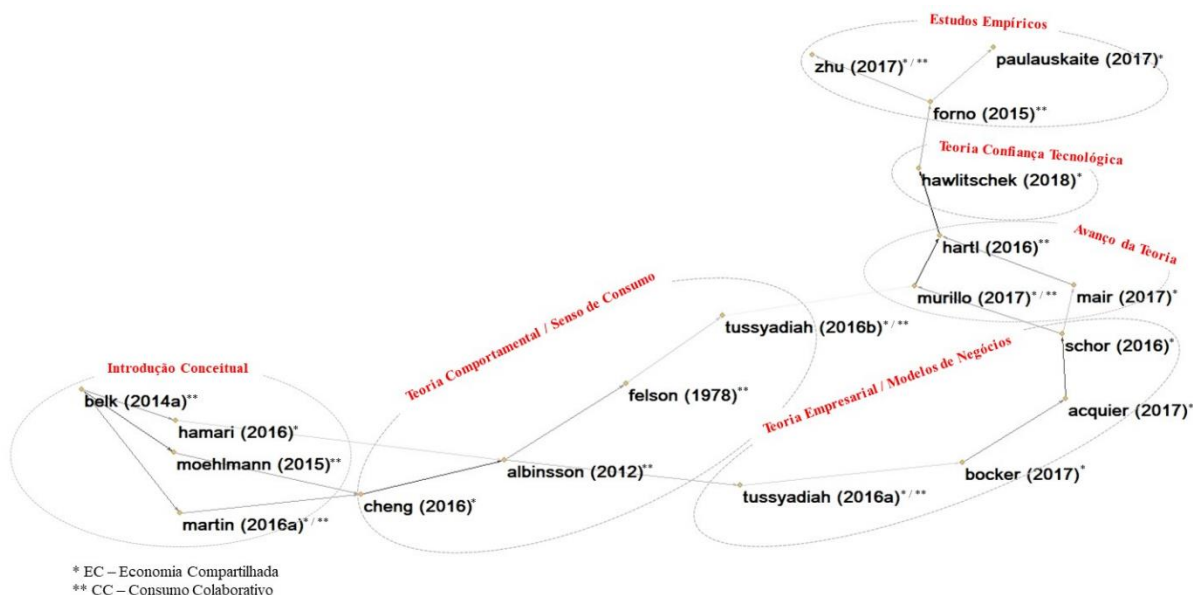 Estudos Empíricos
zhu (2017)* / **
paulauskaite (2017)*
forno (2015)**
Teoria Confiança Tecnológica
hawlitschek (2018)*
Avanço da Teoria
hartl (2016)**
murillo (2017)* / **
mair (2017)*
Teoria Comportamental / Senso de Consumo
tussyadiah (2016b)* / **
Teoria Empresarial / Modelos de Negócios
schor (2016)*
Introdução Conceitual
belk (2014a)**
felson (1978)**
acquier (2017)*
hamari (2016)*
moehlmann (2015)**
albinsson (2012)**
bocker (2017)*
cheng (2016)*
tussyadiah (2016a)* / **
martin (2016a)* / **
* EC – Economia Compartilhada
** CC – Consumo Colaborativo